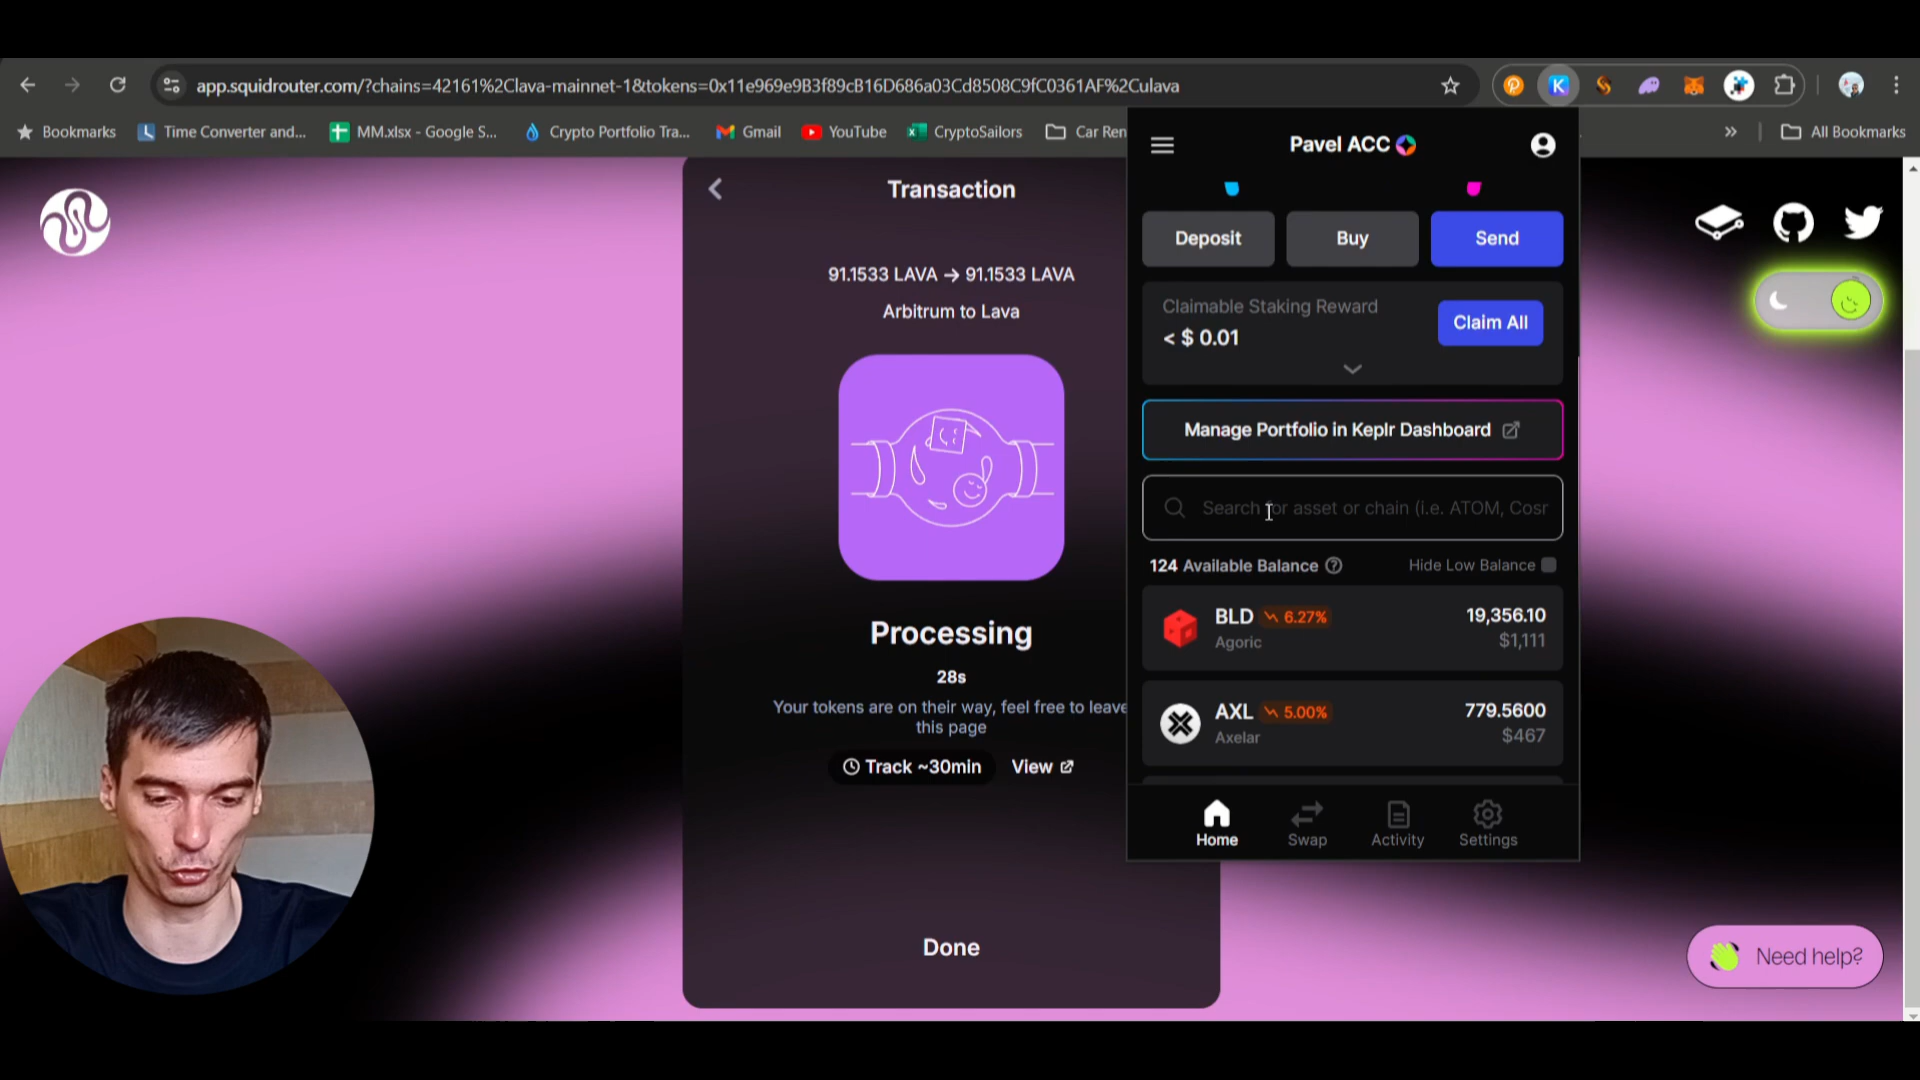 app.squidrouter.com/?chains=42161%2Clava-mainnet-1&tokens=0x11e969e9B3f89cB16D686a03Cd8508C9fC0361AF%2Culava
Bookmarks
Time Converter and...
MM.xlsx - Google S...
Crypto Portfolio Tra...
Gmail
YouTube
CryptoSailors
Car Ren
All Bookmarks
Transaction
91.1533 LAVA → 91.1533 LAVA
Arbitrum to Lava
Processing
28s
Your tokens are on their way, feel free to leave
this page
Track ~30min
View
Done
Pavel ACC
Deposit
Buy
Send
Claimable Staking Reward
< $ 0.01
Claim All
Manage Portfolio in Keplr Dashboard
Search for asset or chain (i.e. ATOM, Cosr
124 Available Balance
Hide Low Balance
BLD 6.27%
Agoric
19,356.10
$1,111
AXL 5.00%
Axelar
779.5600
$467
Home
Swap
Activity
Settings
Need help?